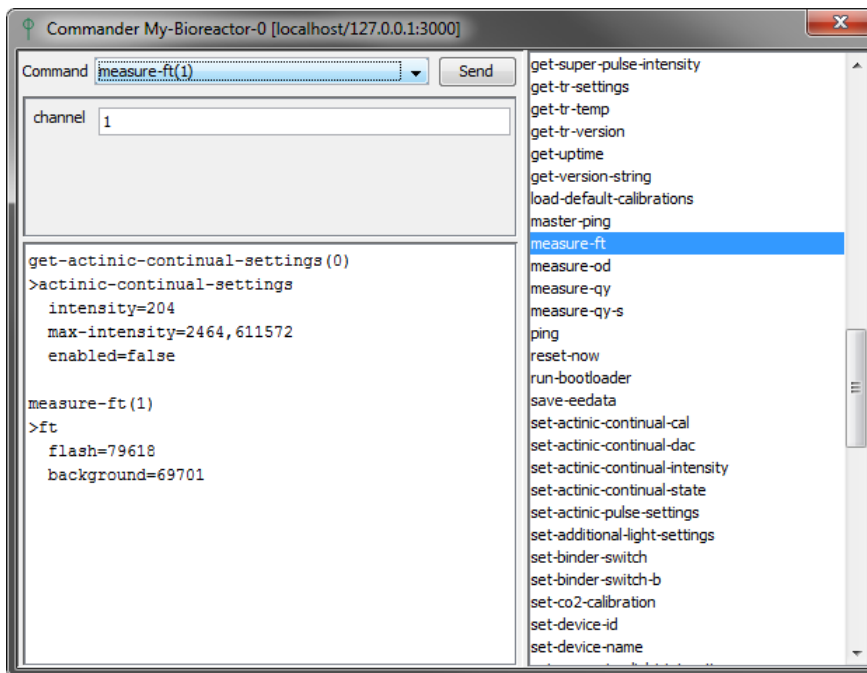 Commander My-Bioreactor-0 [localhost/127.0.0.1:3000]
Command measure-ft(1) Send
channel 1
get-actinic-continual-settings(0)
>actinic-continual-settings
intensity=204
max-intensity=2464,611572
enabled=false
measure-ft(1)
>ft
flash=79618
background=69701
get-super-pulse-intensity
get-tr-settings
get-tr-temp
get-tr-version
get-uptime
get-version-string
load-default-calibrations
master-ping
measure-ft
measure-od
measure-qy
measure-qy-s
ping
reset-now
run-bootloader
save-eedata
set-actinic-continual-cal
set-actinic-continual-dac
set-actinic-continual-intensity
set-actinic-continual-state
set-actinic-pulse-settings
set-additional-light-settings
set-binder-switch
set-binder-switch-b
set-co2-calibration
set-device-id
set-device-name